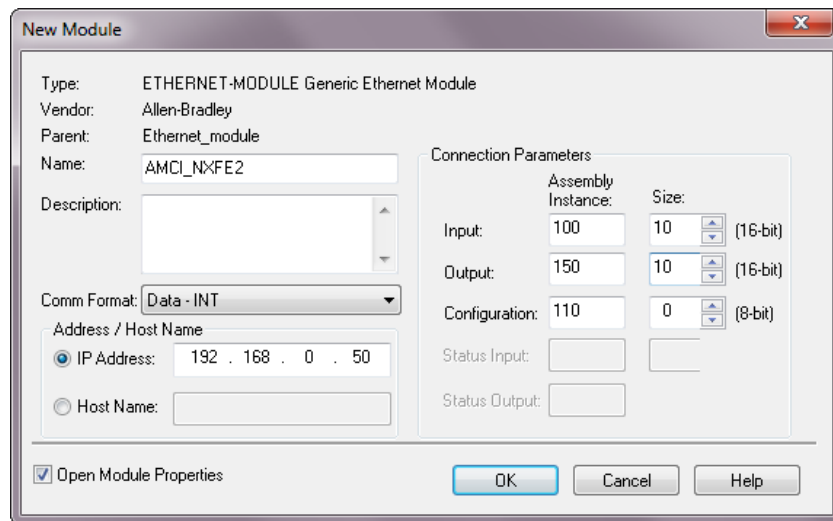 New Module
Type: ETHERNET-MODULE Generic Ethernet Module
Vendor: Allen-Bradley
Parent: Ethernet_module
Name: AMCI_NXFE2
Description:
Comm Format: Data - INT
Address / Host Name
IP Address: 192 . 168 . 0 . 50
Host Name:
Connection Parameters
Assembly
Instance: Size:
Input: 100 10 (16-bit)
Output: 150 10 (16-bit)
Configuration: 110 0 (8-bit)
Status Input:
Status Output:
Open Module Properties
OK Cancel Help